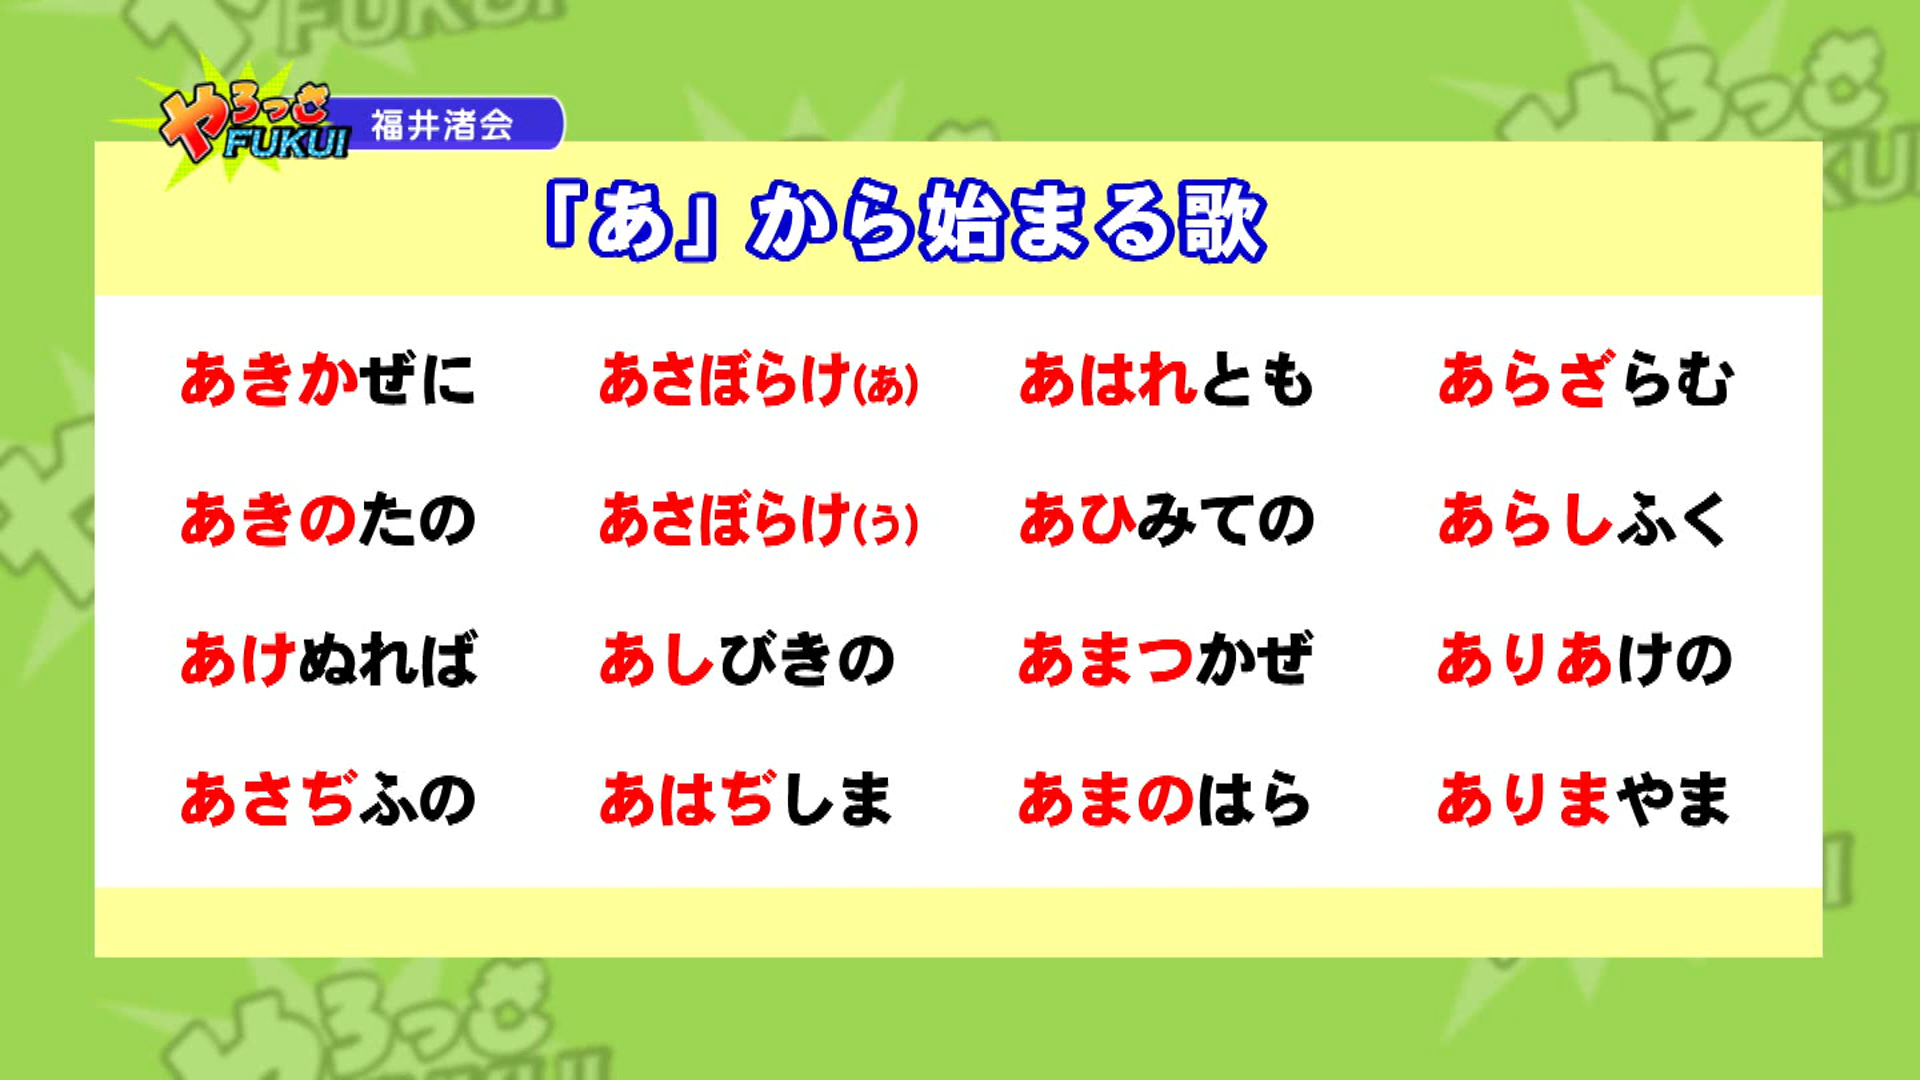 やろっさ
FUKUI
福井渚会
「あ」から始まる歌
あきかぜに あさぼらけ(あ) あはれとも あらざらむ
あきのたの あさぼらけ(う) あひみての あらしふく
あけぬれば あしびきの あまつかぜ ありあけの
あさぢふの あはぢしま あまのはら ありまやま